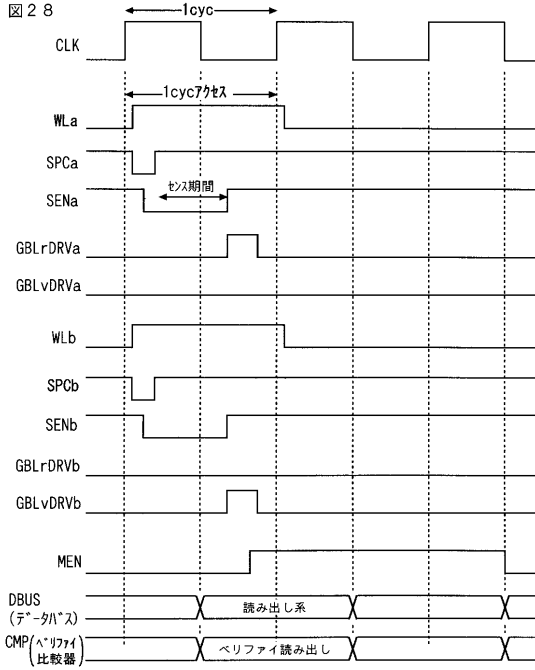 図28
1cyc
CLK
1cycアクセス
WLa
SPCa
センス期間
SENa
GBLrDRVa
GBLvDRVa
WLb
SPCb
SENb
GBLrDRVb
GBLvDRVb
MEN
DBUS
(データバス)
読み出し系
CMP(ベリファイ
比較器)
ベリファイ読み出し